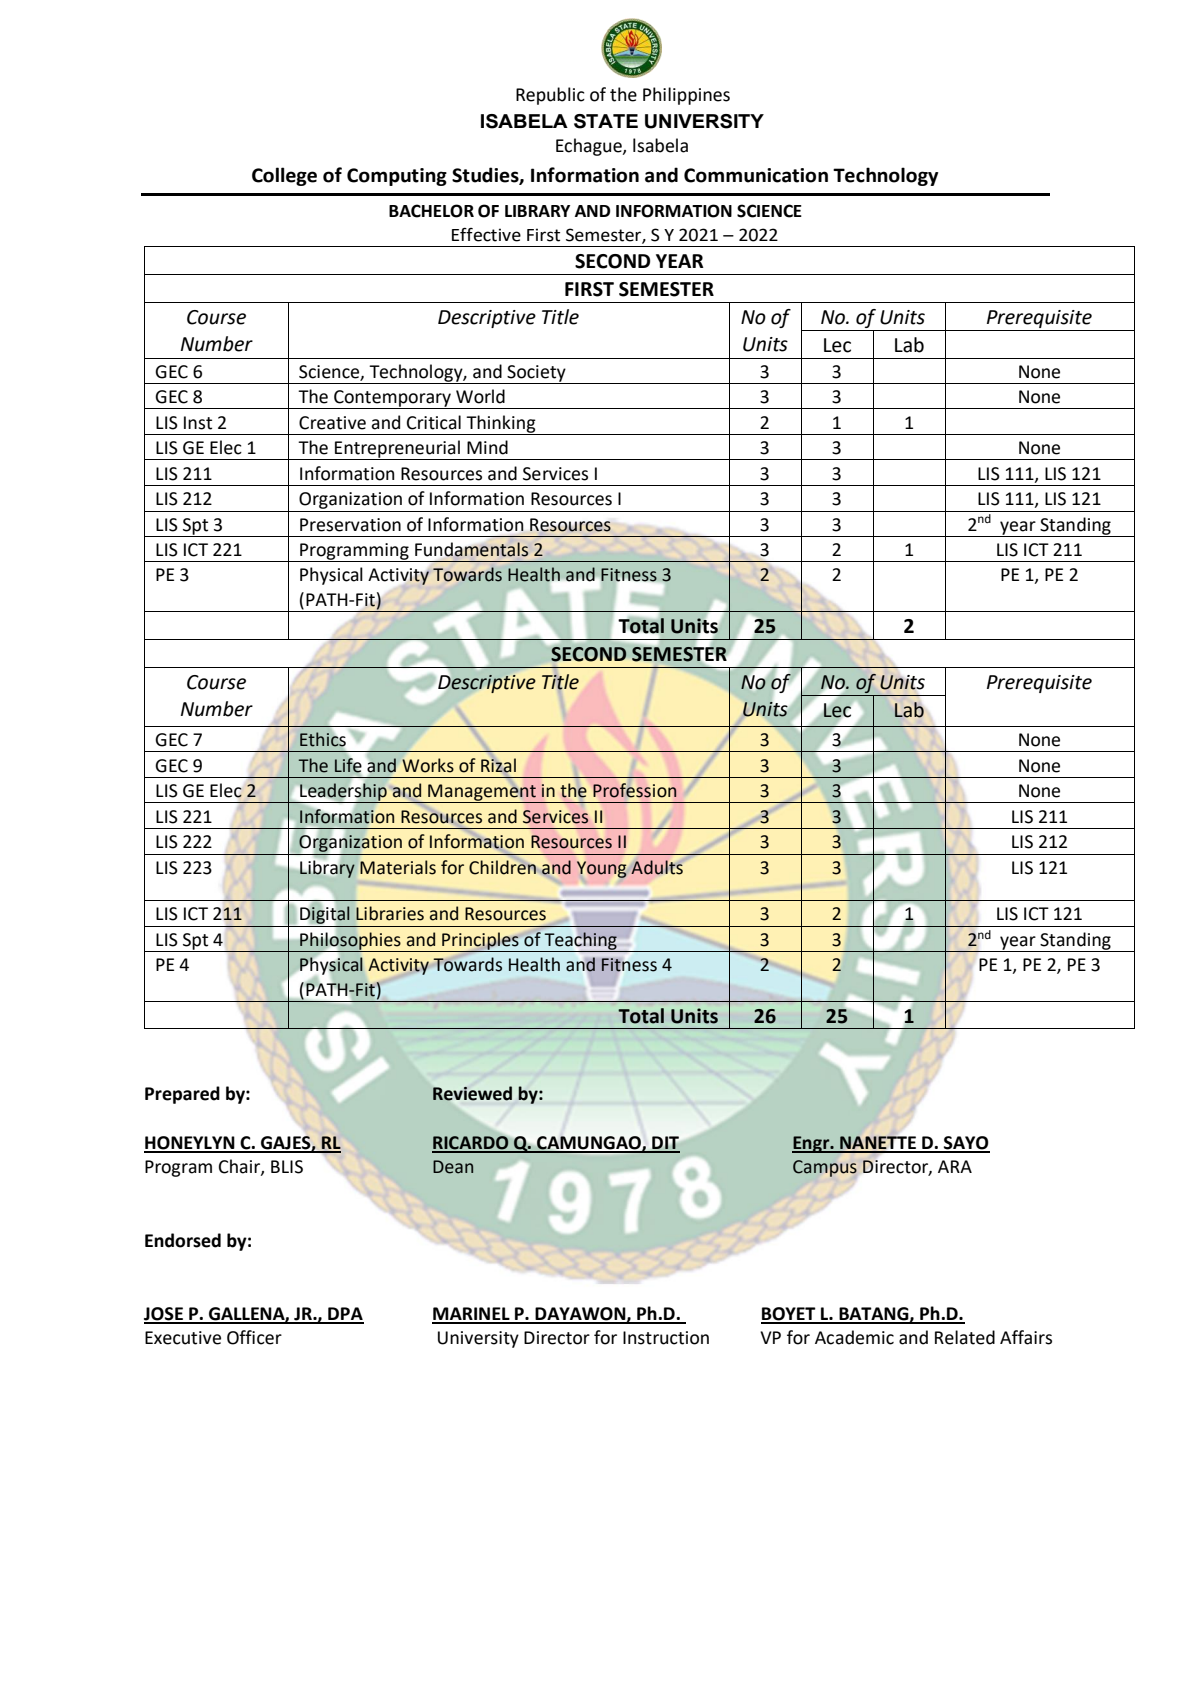 ISABELA STATE UNIVERSITY
1978
Republic of the Philippines
ISABELA STATE UNIVERSITY
Echague, Isabela
College of Computing Studies, Information and Communication Technology
BACHELOR OF LIBRARY AND INFORMATION SCIENCE
Effective First Semester, S Y 2021 – 2022
SECOND YEAR
FIRST SEMESTER
Course Number Descriptive Title No of Units No. of Units Prerequisite
Lec Lab
GEC 6 Science, Technology, and Society 3 3 None
GEC 8 The Contemporary World 3 3 None
LIS Inst 2 Creative and Critical Thinking 2 1 1
LIS GE Elec 1 The Entrepreneurial Mind 3 3 None
LIS 211 Information Resources and Services I 3 3 LIS 111, LIS 121
LIS 212 Organization of Information Resources I 3 3 LIS 111, LIS 121
LIS Spt 3 Preservation of Information Resources 3 3 2nd year Standing
LIS ICT 221 Programming Fundamentals 2 3 2 1 LIS ICT 211
PE 3 Physical Activity Towards Health and Fitness 3 2 2 PE 1, PE 2
(PATH-Fit)
Total Units 25 2
SECOND SEMESTER
Course Number Descriptive Title No of Units No. of Units Prerequisite
Lec Lab
GEC 7 Ethics 3 3 None
GEC 9 The Life and Works of Rizal 3 3 None
LIS GE Elec 2 Leadership and Management in the Profession 3 3 None
LIS 221 Information Resources and Services II 3 3 LIS 211
LIS 222 Organization of Information Resources II 3 3 LIS 212
LIS 223 Library Materials for Children and Young Adults 3 3 LIS 121
LIS ICT 211 Digital Libraries and Resources 3 2 1 LIS ICT 121
LIS Spt 4 Philosophies and Principles of Teaching 3 3 2nd year Standing
PE 4 Physical Activity Towards Health and Fitness 4 2 2 PE 1, PE 2, PE 3
(PATH-Fit)
Total Units 26 25 1
Prepared by: Reviewed by:
HONEYLYN C. GAJES, RL RICARDO Q. CAMUNGAO, DIT Engr. NANETTE D. SAYO
Program Chair, BLIS Dean Campus Director, ARA
Endorsed by:
JOSE P. GALLENA, JR., DPA MARINEL P. DAYAWON, Ph.D. BOYET L. BATANG, Ph.D.
Executive Officer University Director for Instruction VP for Academic and Related Affairs
ISABELA STATE UNIVERSITY
1978